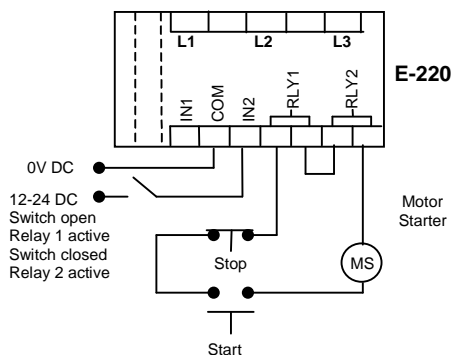 L1 L2 L3
E-220
IN1 COM IN2 RLY1 RLY2
0V DC
12-24 DC
Switch open
Relay 1 active
Switch closed
Relay 2 active
Motor
Starter
Stop
MS
Start